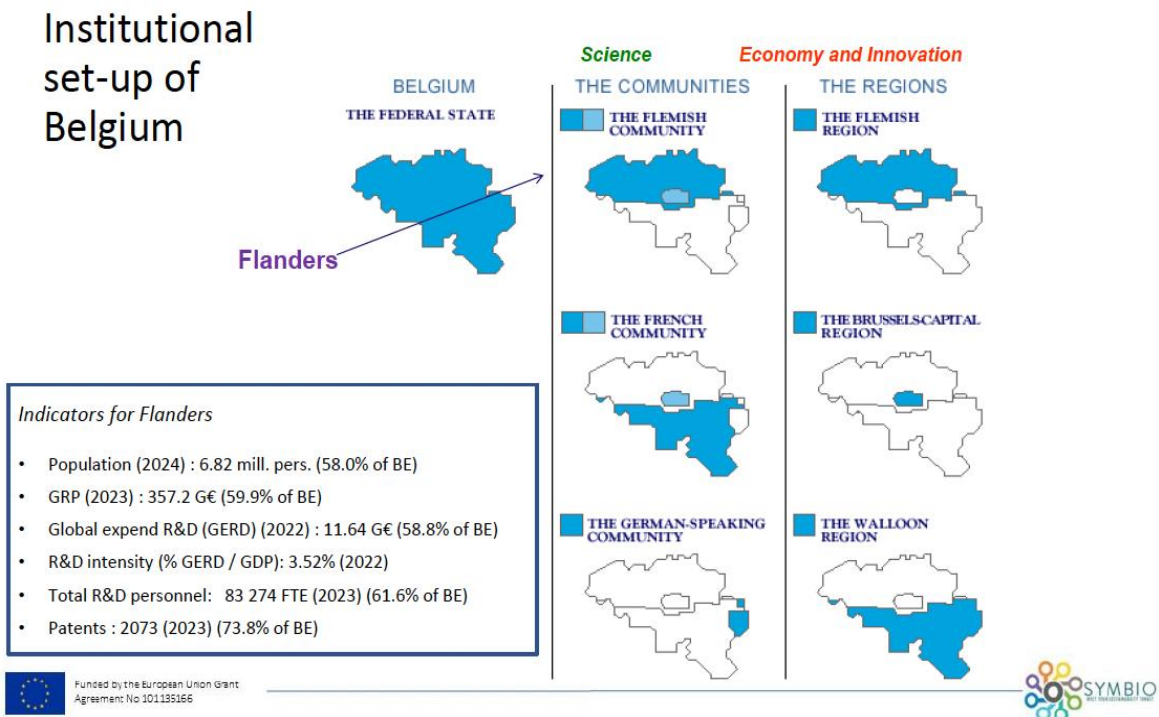 Institutional
set-up of
Belgium
Science
Economy and Innovation
BELGIUM
THE COMMUNITIES
THE REGIONS
THE FEDERAL STATE
THE FLEMISH
COMMUNITY
THE FLEMISH
REGION
Flanders
THE FRENCH
COMMUNITY
THE BRUSSELS-CAPITAL
REGION
THE GERMAN-SPEAKING
COMMUNITY
THE WALLOON
REGION
Indicators for Flanders
• Population (2024) : 6.82 mill. pers. (58.0% of BE)
• GRP (2023) : 357.2 G€ (59.9% of BE)
• Global expend R&D (GERD) (2022) : 11.64 G€ (58.8% of BE)
• R&D intensity (% GERD / GDP): 3.52% (2022)
• Total R&D personnel: 83 274 FTE (2023) (61.6% of BE)
• Patents : 2073 (2023) (73.8% of BE)
Funded by the European Union Grant
Agreement No 101135166
SYMBIO